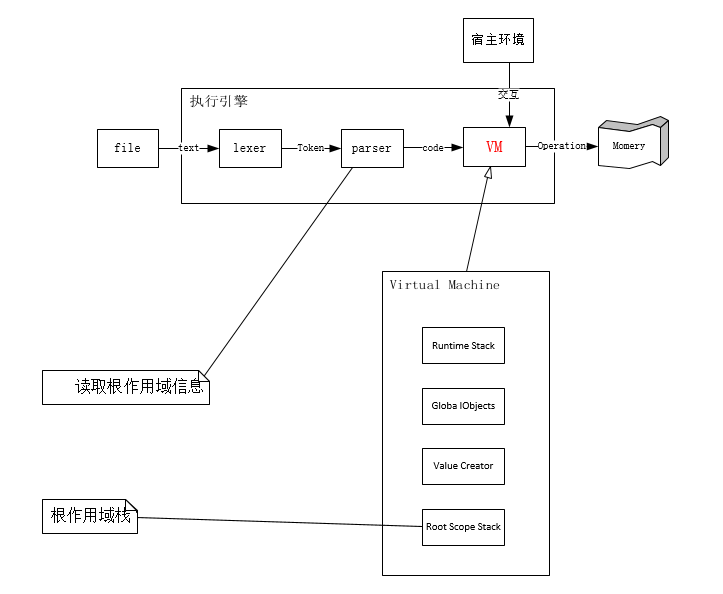 宿主环境
执行引擎
交互
file
text
lexer
Token
parser
code
VM
Operation
Momery
Virtual Machine
Runtime Stack
读取根作用域信息
Globa lObjects
Value Creator
根作用域栈
Root Scope Stack